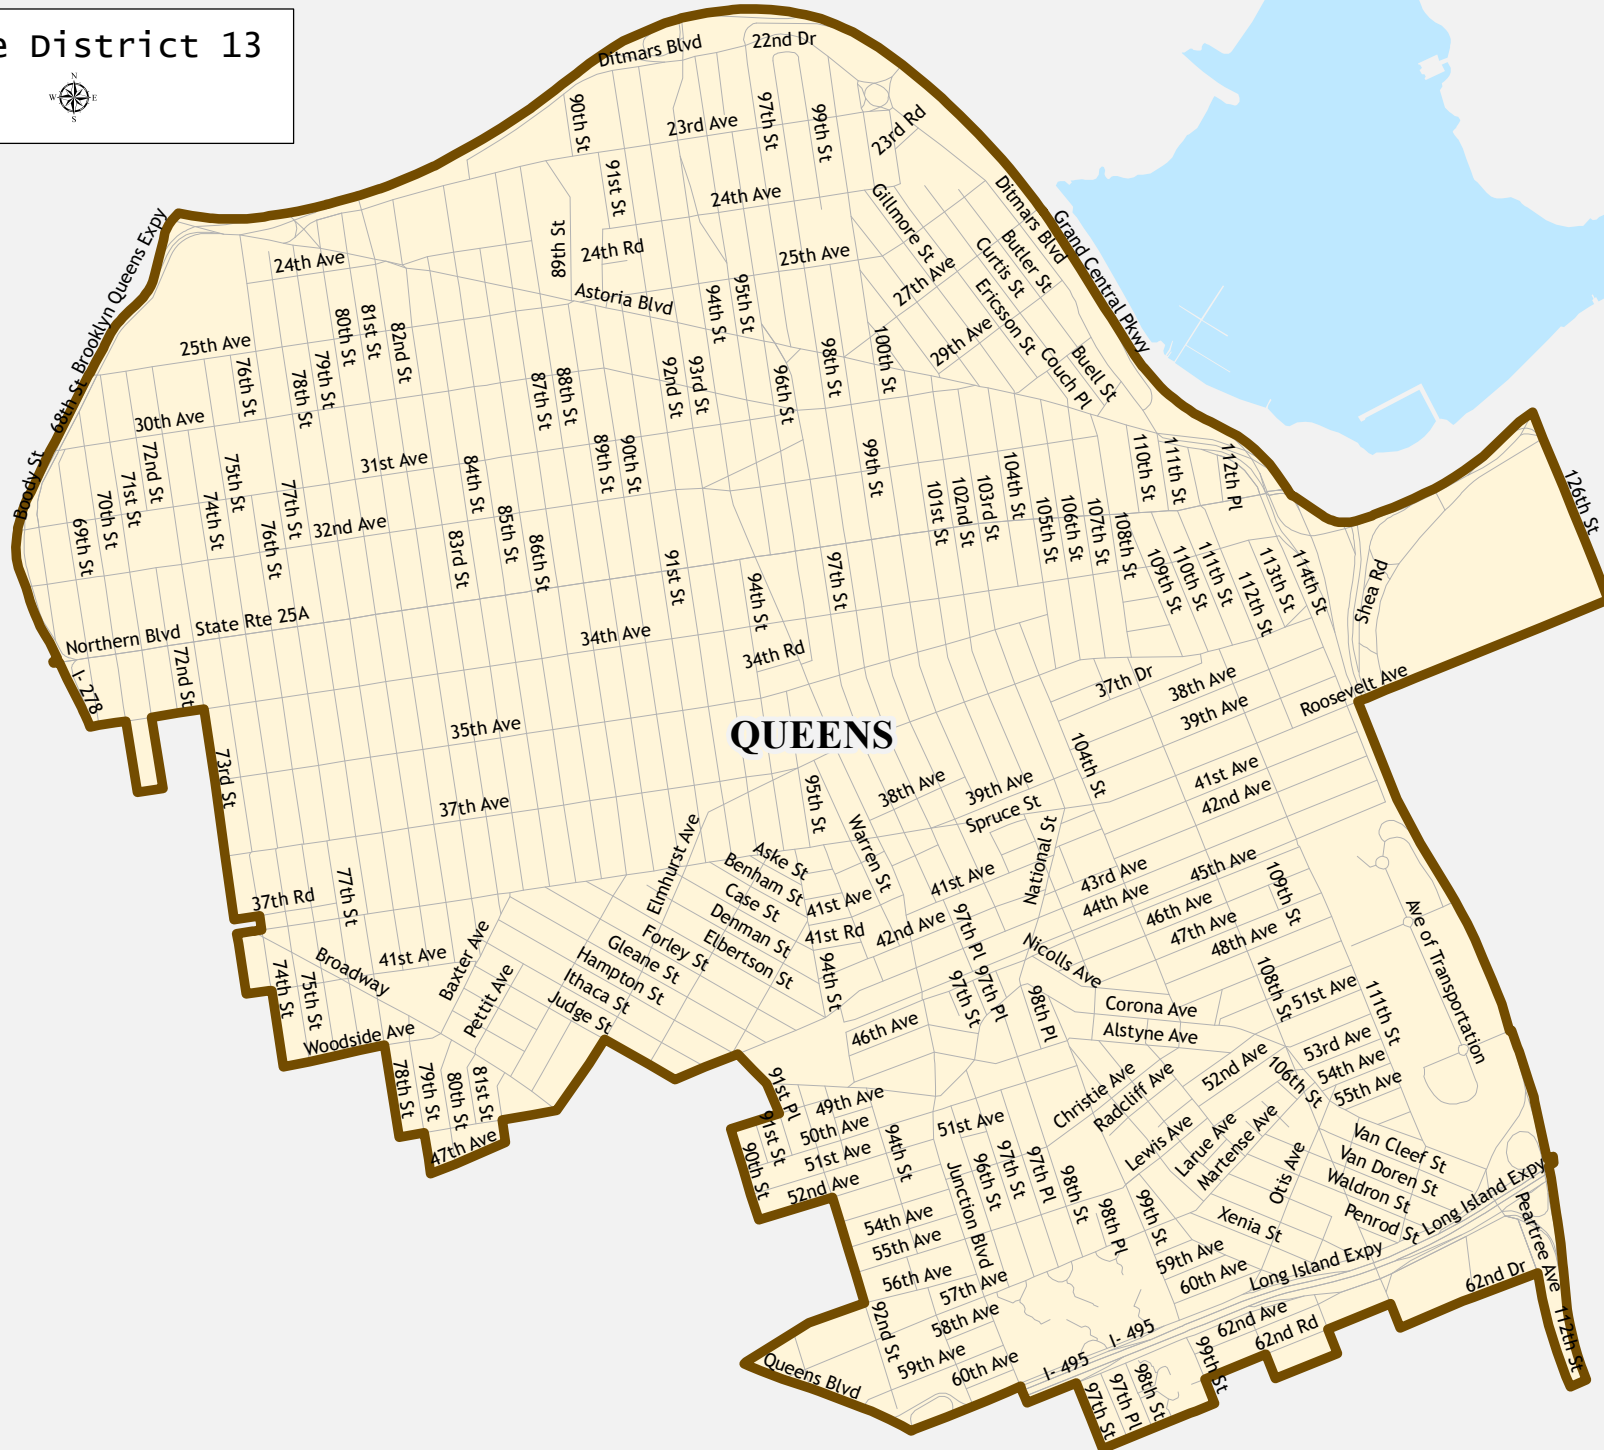 e District 13
N
W E
S
Ditmars Blvd
22nd Dr
90th St
23rd Ave
97th St
99th St
23rd Rd
91st St
24th Ave
Gillmore St
Ditmars Blvd
Brooklyn Queens Expy
Grand Central Pkwy
89th St
24th Rd
25th Ave
Butler St
Curtis St
24th Ave
27th Ave
Ericsson St
Astoria Blvd
94th St
95th St
80th St
81st St
82nd St
29th Ave
100th St
25th Ave
76th St
78th St
79th St
87th St
88th St
92nd St
93rd St
96th St
98th St
Couch Pl
Buell St
68th St
30th Ave
Boody St
72nd St
71st St
70th St
69th St
75th St
74th St
77th St
76th St
31st Ave
32nd Ave
84th St
83rd St
85th St
86th St
89th St
90th St
99th St
101st St
102nd St
103rd St
104th St
105th St
106th St
107th St
108th St
110th St
111th St
112th Pl
126th St
109th St
110th St
111th St
112th St
113th St
114th St
Shea Rd
91st St
94th St
97th St
Northern Blvd
State Rte 25A
34th Ave
34th Rd
I- 278
72nd St
37th Dr
38th Ave
39th Ave
Roosevelt Ave
35th Ave
QUEENS
73rd St
104th St
37th Ave
95th St
38th Ave
39th Ave
Spruce St
41st Ave
42nd Ave
Warren St
National St
Elmhurst Ave
Aske St
Benham St
Case St
Denman St
Elbertson St
41st Ave
41st Rd
42nd Ave
41st Ave
43rd Ave
44th Ave
45th Ave
46th Ave
47th Ave
48th Ave
109th St
37th Rd
77th St
Broadway
41st Ave
Baxter Ave
Pettit Ave
Forley St
Gleane St
Hampton St
Ithaca St
Judge St
94th St
97th Pl
97th Pl
97th St
Nicolls Ave
98th Pl
Corona Ave
Alstyne Ave
108th St
51st Ave
111th St
Ave of Transportation
74th St
75th St
Woodside Ave
46th Ave
78th St
79th St
80th St
81st St
47th Ave
91st Pl
91st St
90th St
49th Ave
50th Ave
51st Ave
52nd Ave
94th St
51st Ave
Christie Ave
Radcliff Ave
52nd Ave
106th St
53rd Ave
54th Ave
55th Ave
Lewis Ave
Larue Ave
Martense Ave
Otis Ave
Van Cleef St
Van Doren St
Waldron St
Penrod St
Junction Blvd
96th St
97th St
97th Pl
98th St
98th Pl
99th St
Xenia St
54th Ave
55th Ave
56th Ave
57th Ave
58th Ave
59th Ave
60th Ave
59th Ave
60th Ave
Long Island Expy
Long Island Expy
Peartree Ave
62nd Dr
92nd St
Queens Blvd
I- 495
I- 495
62nd Ave
62nd Rd
99th St
97th St
97th Pl
98th St
112th St